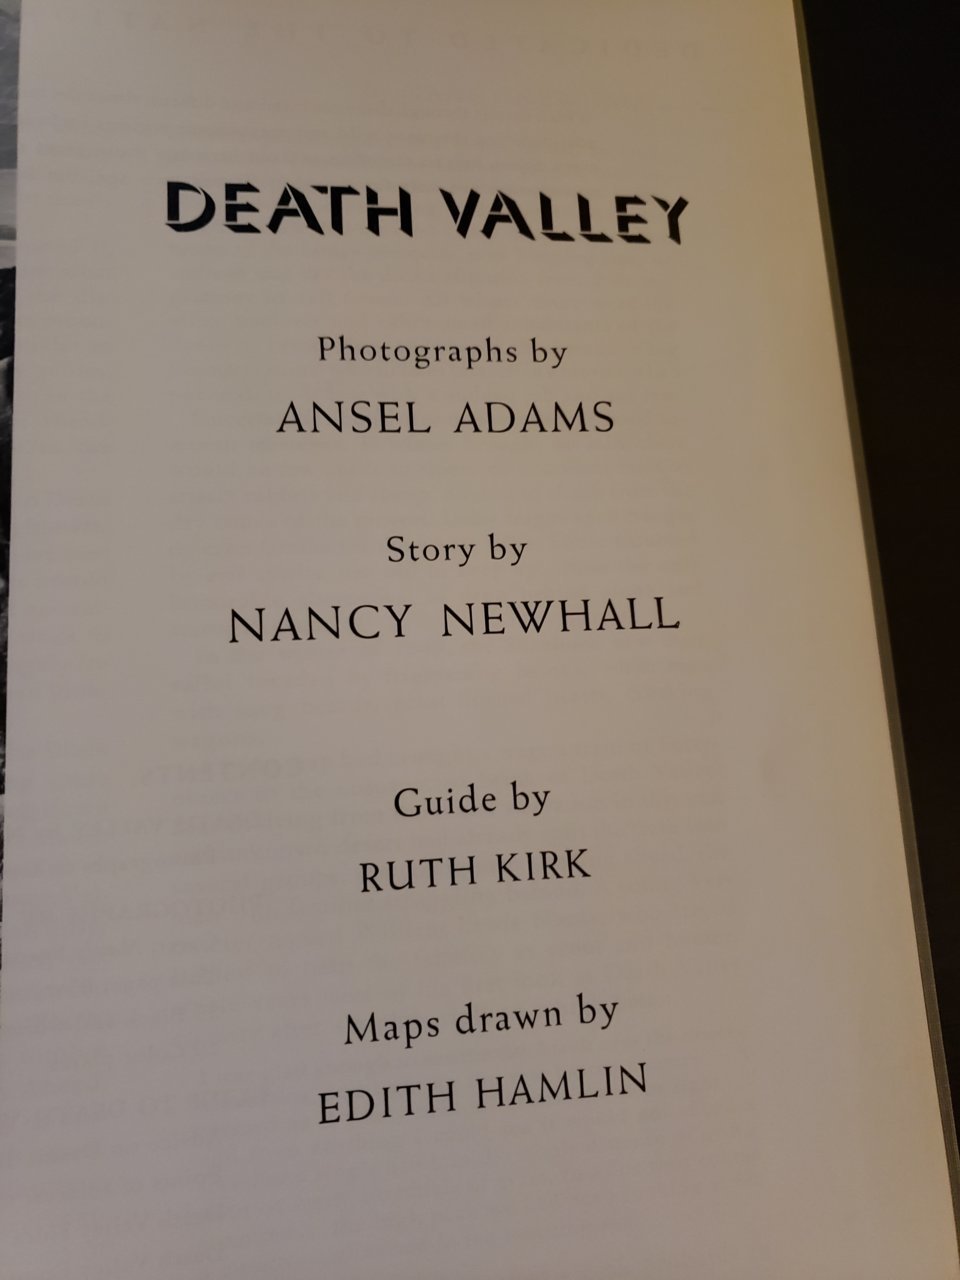 DEATH VALLEY
Photographs by
ANSEL ADAMS
Story by
NANCY NEWHALL
Guide by
RUTH KIRK
Maps drawn by
EDITH HAMLIN